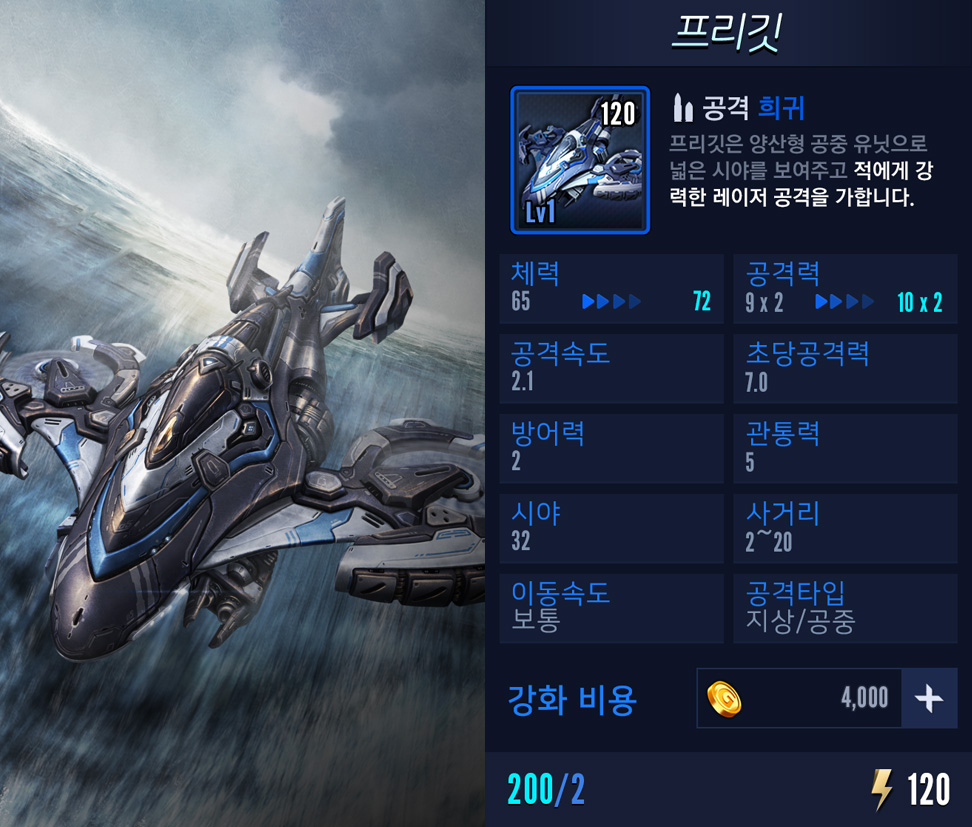 프리깃
120
Lv1
공격 희귀
프리깃은 양산형 공중 유닛으로
넓은 시야를 보여주고 적에게 강
력한 레이저 공격을 가합니다.
체력
65 72
공격력
9 x 2 10 x 2
공격속도
2.1
초당공격력
7.0
방어력
2
관통력
5
시야
32
사거리
2~20
이동속도
보통
공격타입
지상/공중
강화 비용
4,000
200/2
120